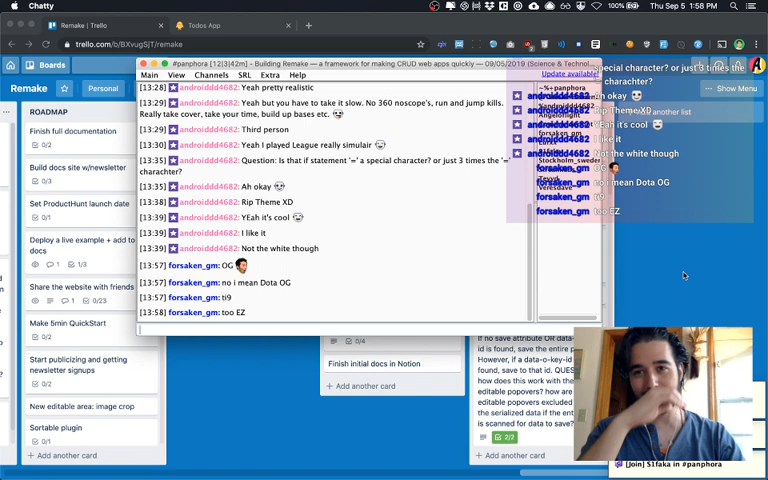 Chatty
100%
Thu Sep 5 1:58 PM
Remake | Trello
Todos App
trello.com/b/BXvugSJT/remake
Boards
Remake
Personal
Show Menu
ROADMAP
Finish full documentation
0/2
Build docs site w/newsletter
0/3
Set ProductHunt launch date
0/2
Deploy a live example + add to
docs
1
1/3
Share the website with friends
1
0/23
Make 5min QuickStart
0/2
Start publicizing and getting
newsletter signups
0/2
New editable area: image crop
Sortable plugin
0/1
+ Add another card
#panphora [12|3|42m] - Building Remake — a framework for making CRUD web apps quickly — 09/05/2019 (Science & Technol...
Main View Channels SRL Extra Help
Update available!
[13:28] androiddd4682: Yeah pretty realistic
[13:29] androiddd4682: Yeah but you have to take it slow. No 360 noscope's, run and jump kills.
Really take cover, take your time, build up bases etc.
[13:29] androiddd4682: Third person
[13:30] androiddd4682: Yeah I played League really simulair
[13:35] androiddd4682: Question: Is that if statement '=' a special character? or just 3 times the '='
charachter?
[13:35] androiddd4682: Ah okay
[13:38] androiddd4682: Rip Theme XD
[13:39] androiddd4682: YEah it's cool
[13:39] androiddd4682: I like it
[13:39] androiddd4682: Not the white though
[13:57] forsaken_gm: OG
[13:57] forsaken_gm: no i mean Dota OG
[13:57] forsaken_gm: ti9
[13:58] forsaken_gm: too EZ
~%+panphora
Stockholm_sweden
Veresdave
special character? or just 3 times the
charachter?
androiddd4682: Ah okay
androiddd4682: Rip Theme XD
androiddd4682: YEah it's cool
androiddd4682: I like it
androiddd4682: Not the white though
forsaken_gm: OG
forsaken_gm: no i mean Dota OG
forsaken_gm: ti9
forsaken_gm: too EZ
0/4
Finish initial docs in Notion
+ Add another card
If no save attribute OR data-o-
id is found, save the entire p
However, if a data-o-key-id
found, save to that id. QUES
how does this work with the
editable popovers? how are
editable popovers excluded
the serialized data if the ent
is scanned for data to save?
2/2
+ Add another card
[Join] S1faka in #panphora